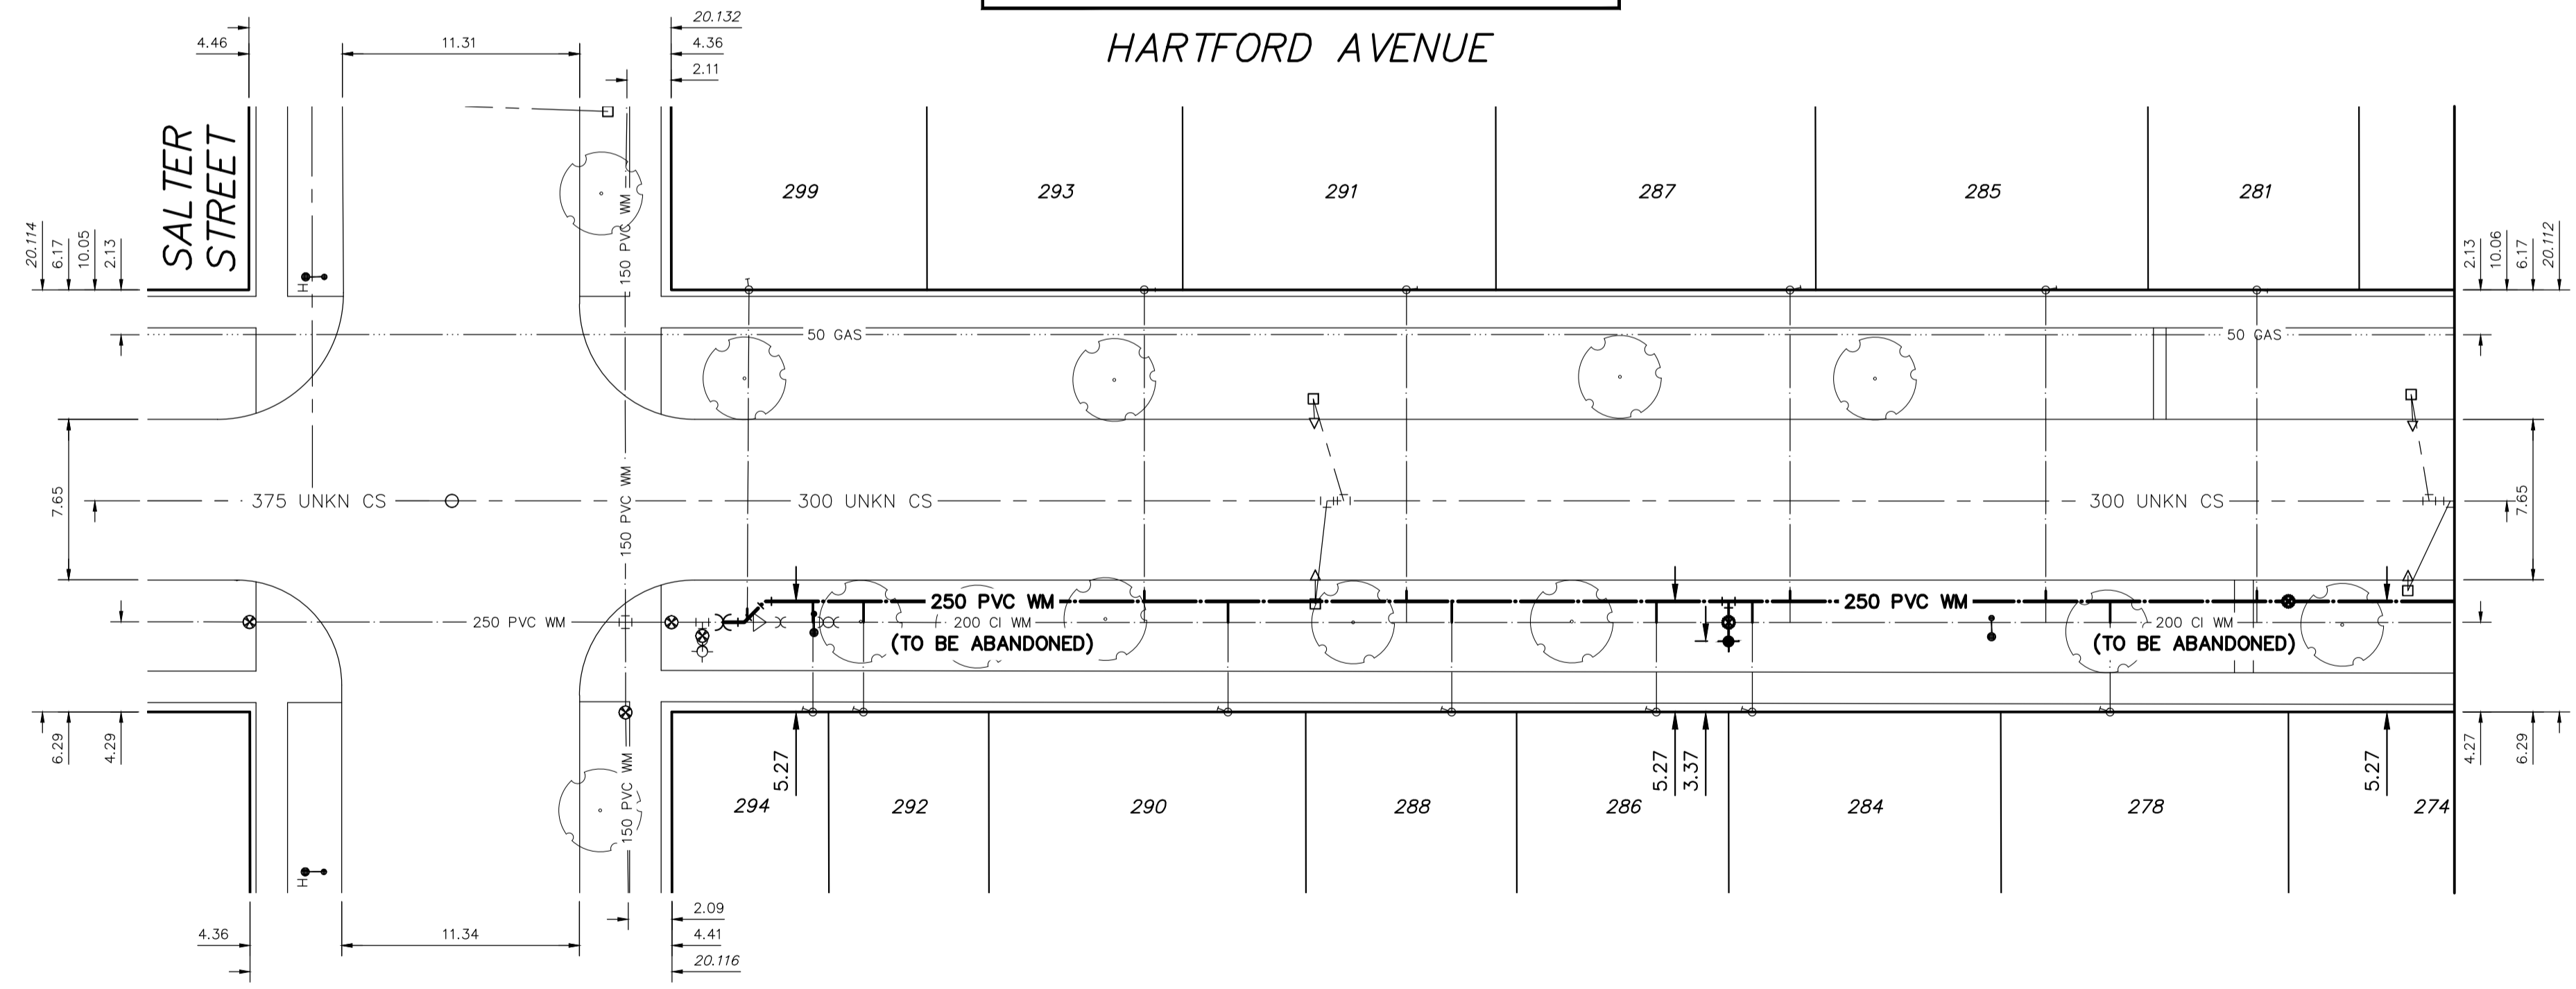 HARTFORD AVENUE
20.132
4.46
11.31
4.36
2.11
SALTER
STREET
150 PVC WM
299
293
291
287
285
281
20.114
6.17
10.05
2.13
2.13
10.06
6.17
20.112
50 GAS
50 GAS
7.65
375 UNKN CS
150 PVC WM
300 UNKN CS
300 UNKN CS
7.65
250 PVC WM
250 PVC WM
250 PVC WM
200 CI WM
200 CI WM
(TO BE ABANDONED)
(TO BE ABANDONED)
H
H
6.29
4.29
150 PVC WM
5.27
5.27
3.37
5.27
4.27
6.29
294
292
290
288
286
284
278
274
2.09
4.36
11.34
4.41
20.116